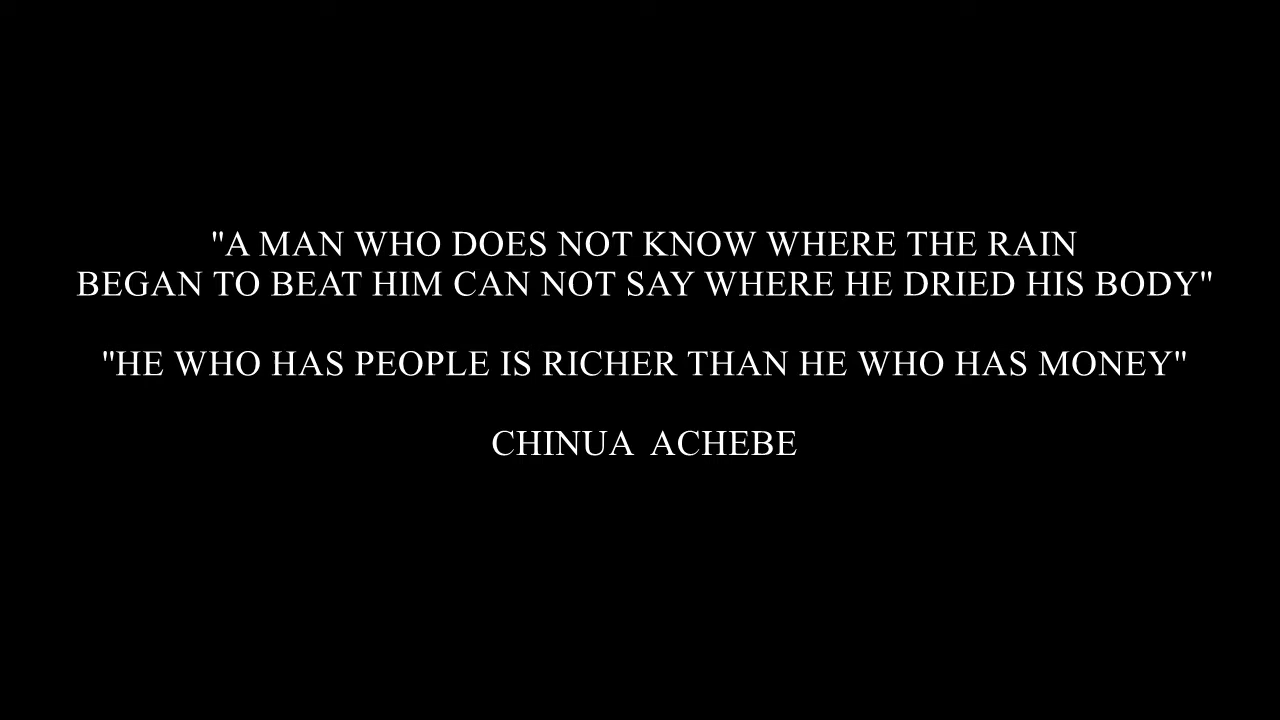 "A MAN WHO DOES NOT KNOW WHERE THE RAIN
BEGAN TO BEAT HIM CAN NOT SAY WHERE HE DRIED HIS BODY"
"HE WHO HAS PEOPLE IS RICHER THAN HE WHO HAS MONEY"
CHINUA  ACHEBE